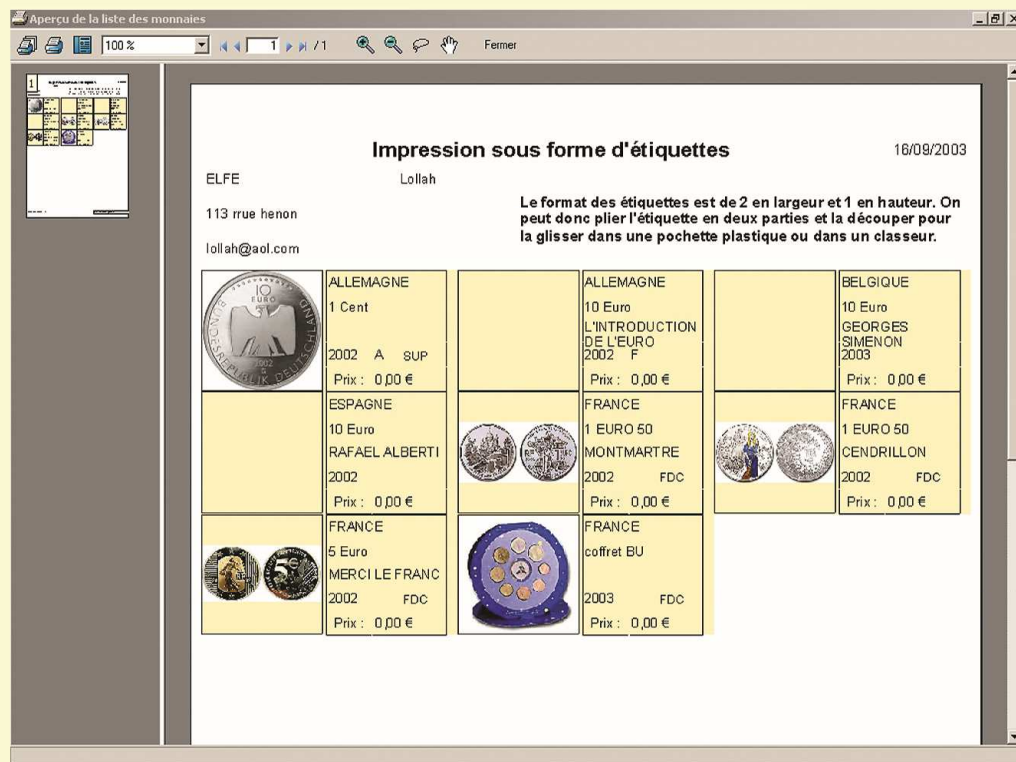 Aperçu de la liste des monnaies
100 % 1 / 1 Fermer
1
Impression sous forme d'étiquettes
16/09/2003
ELFE Lollah
113 rrue henon
lollah@aol.com
Le format des étiquettes est de 2 en largeur et 1 en hauteur. On
peut donc plier l'étiquette en deux parties et la découper pour
la glisser dans une pochette plastique ou dans un classeur.
10
EURO
BUNDESREPUBLIK DEUTSCHLAND
2002
ALLEMAGNE
1 Cent
2002 A SUP
Prix : 0,00 €
ALLEMAGNE
10 Euro
L'INTRODUCTION
DE L'EURO
2002 F
Prix : 0,00 €
BELGIQUE
10 Euro
GEORGES
SIMENON
2003
Prix : 0,00 €
ESPAGNE
10 Euro
RAFAEL ALBERTI
2002
Prix : 0,00 €
FRANCE
1 EURO 50
MONTMARTRE
2002 FDC
Prix : 0,00 €
FRANCE
1 EURO 50
CENDRILLON
2002 FDC
Prix : 0,00 €
5€
FRANCE
5 Euro
MERCI LE FRANC
2002 FDC
Prix : 0,00 €
FRANCE
coffret BU
2003 FDC
Prix : 0,00 €